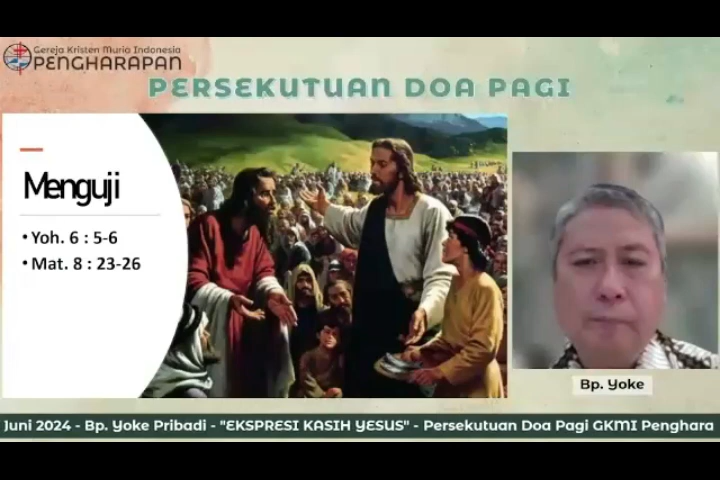 Gereja Kristen Muria Indonesia
PENGHARAPAN
PERSEKUTUAN DOA PAGI
Menguji
• Yoh. 6 : 5-6
• Mat. 8 : 23-26
Bp. Yoke
Juni 2024 - Bp. Yoke Pribadi - "EKSPRESI KASIH YESUS" - Persekutuan Doa Pagi GKMI Penghara